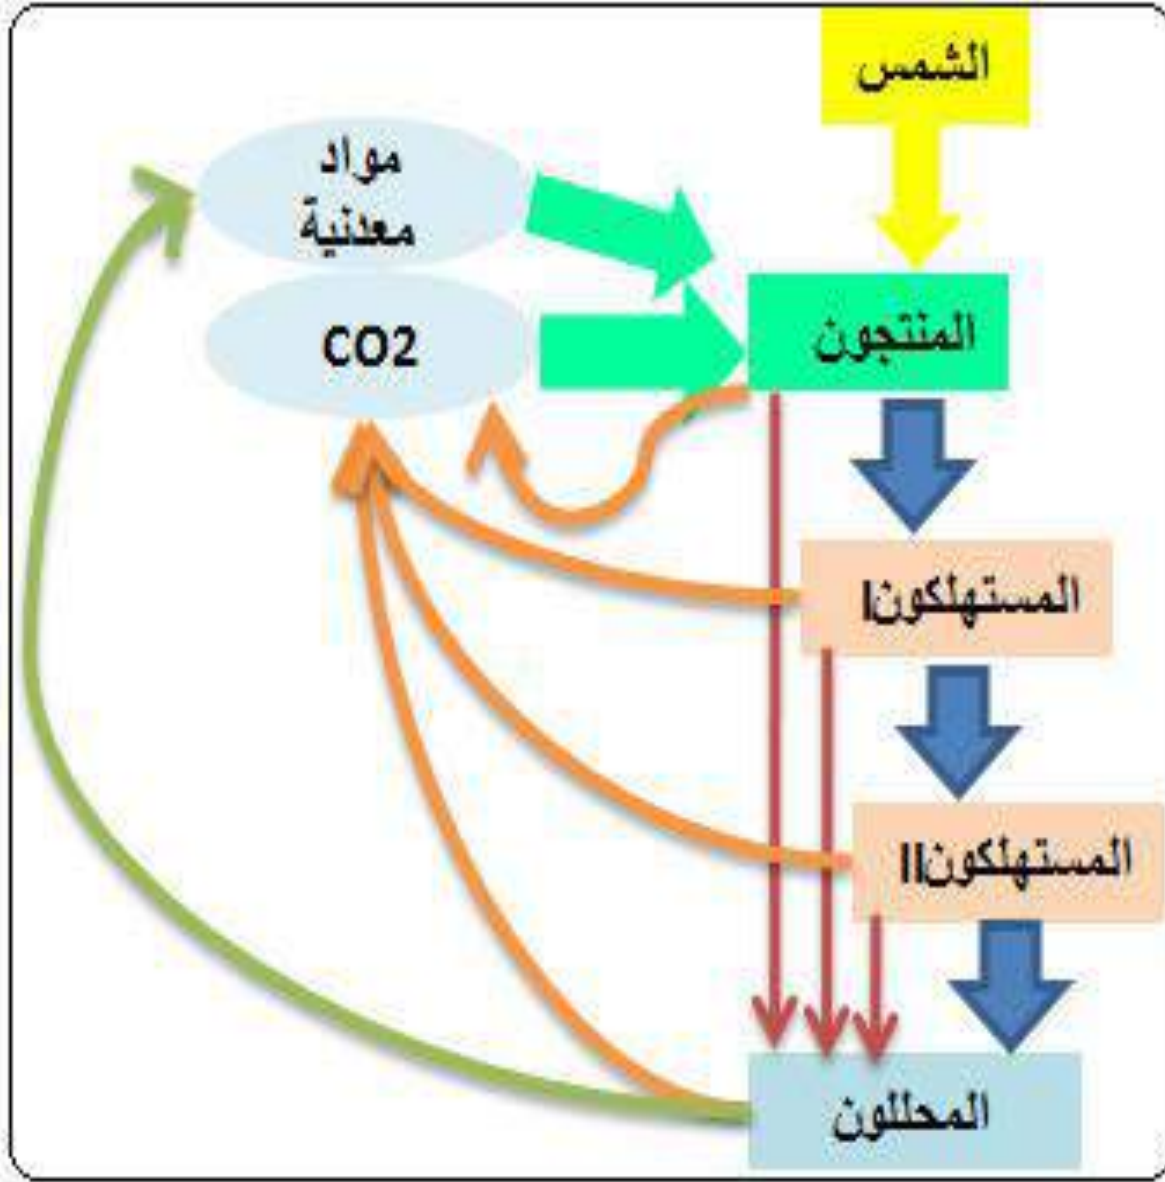 الشمس
مواد
معدنية
CO2
المنتجون
المستهلكونI
المستهلكونII
المحللون